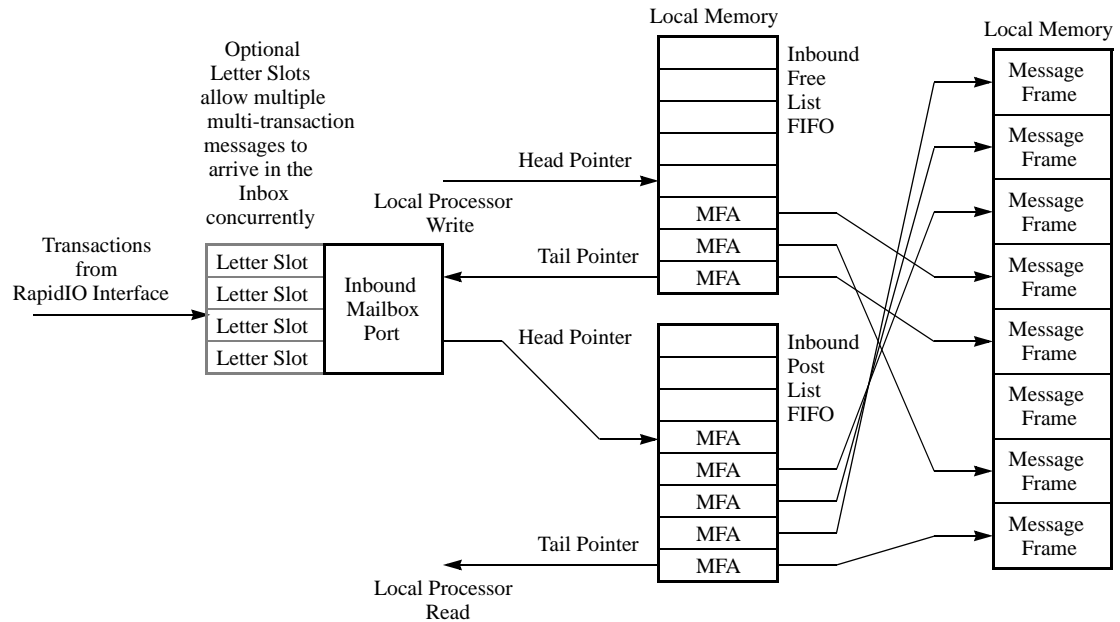 Local Memory
Local Memory
Optional
Letter Slots
allow multiple
multi-transaction
messages to
arrive in the
Inbox
concurrently
Inbound
Free
List
FIFO
Head Pointer
Local Processor
Write
MFA
MFA
MFA
Tail Pointer
Transactions
from
RapidIO Interface
Letter Slot
Letter Slot
Letter Slot
Letter Slot
Inbound
Mailbox
Port
Head Pointer
Inbound
Post
List
FIFO
MFA
MFA
MFA
MFA
MFA
Tail Pointer
Local Processor
Read
Message
Frame
Message
Frame
Message
Frame
Message
Frame
Message
Frame
Message
Frame
Message
Frame
Message
Frame